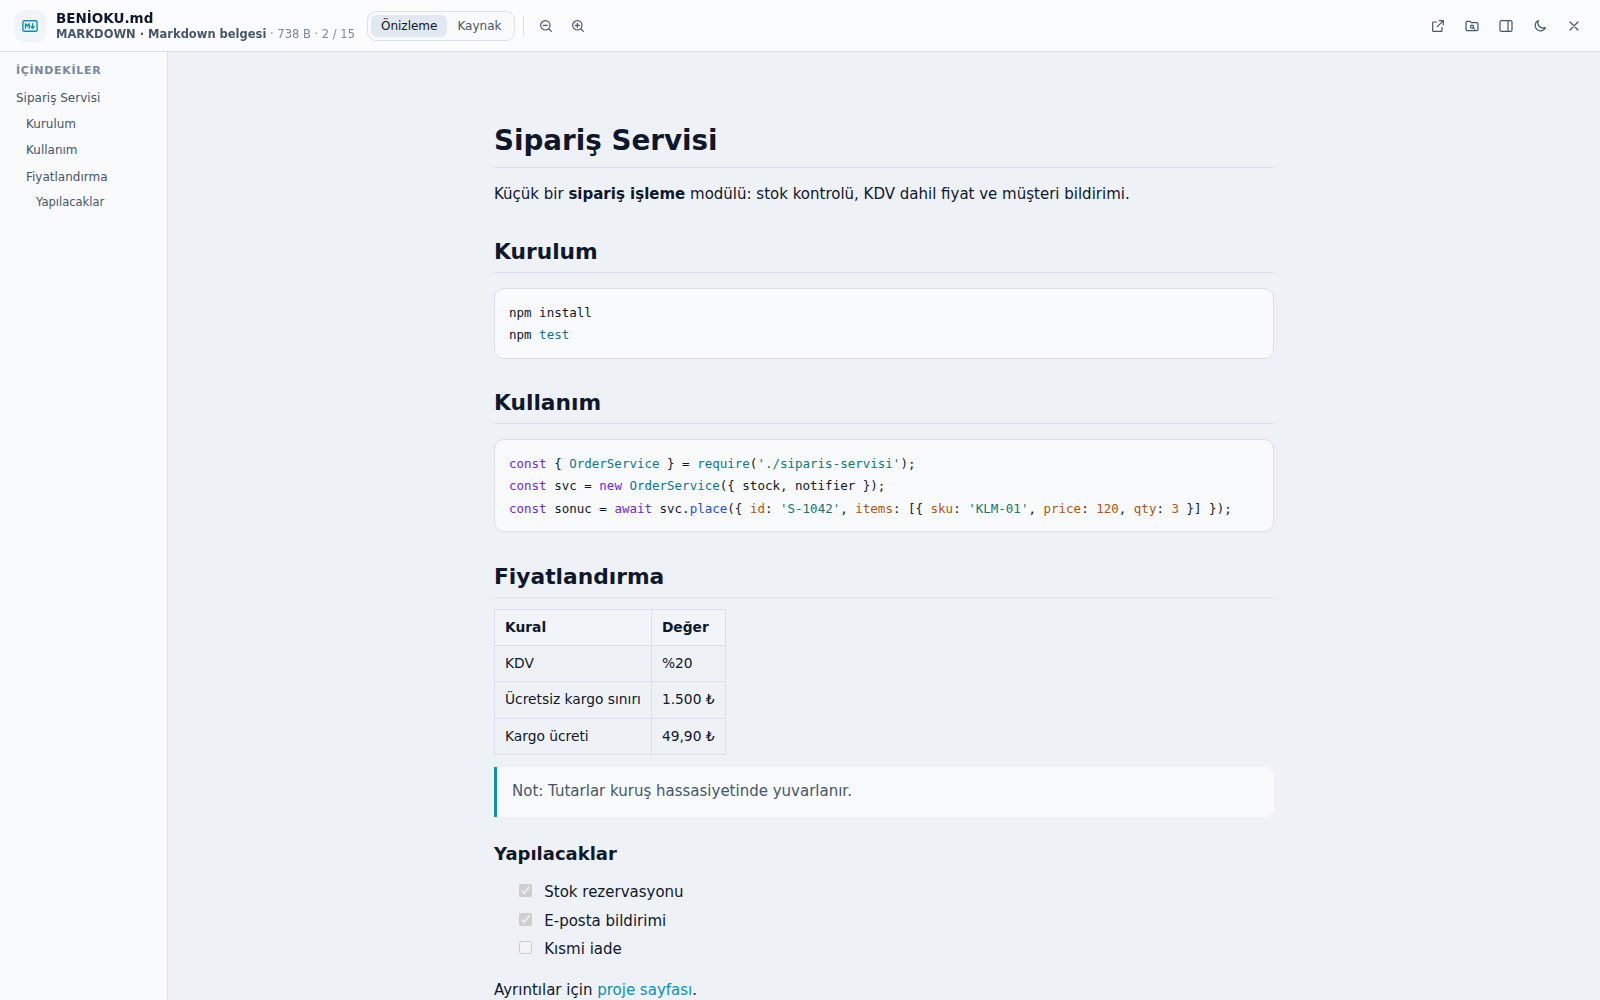 BENİOKU.md
MARKDOWN · Markdown belgesi · 738 B · 2 / 15
Önizleme
Kaynak
İÇİNDEKİLER
Sipariş Servisi
Kurulum
Kullanım
Fiyatlandırma
Yapılacaklar
Sipariş Servisi
Küçük bir sipariş işleme modülü: stok kontrolü, KDV dahil fiyat ve müşteri bildirimi.
Kurulum
npm install
npm test
Kullanım
const { OrderService } = require('./siparis-servisi');
const svc = new OrderService({ stock, notifier });
const sonuc = await svc.place({ id: 'S-1042', items: [{ sku: 'KLM-01', price: 120, qty: 3 }] });
Fiyatlandırma
Kural Değer
KDV %20
Ücretsiz kargo sınırı 1.500 ₺
Kargo ücreti 49,90 ₺
Not: Tutarlar kuruş hassasiyetinde yuvarlanır.
Yapılacaklar
Stok rezervasyonu
E-posta bildirimi
Kısmi iade
Ayrıntılar için proje sayfası.